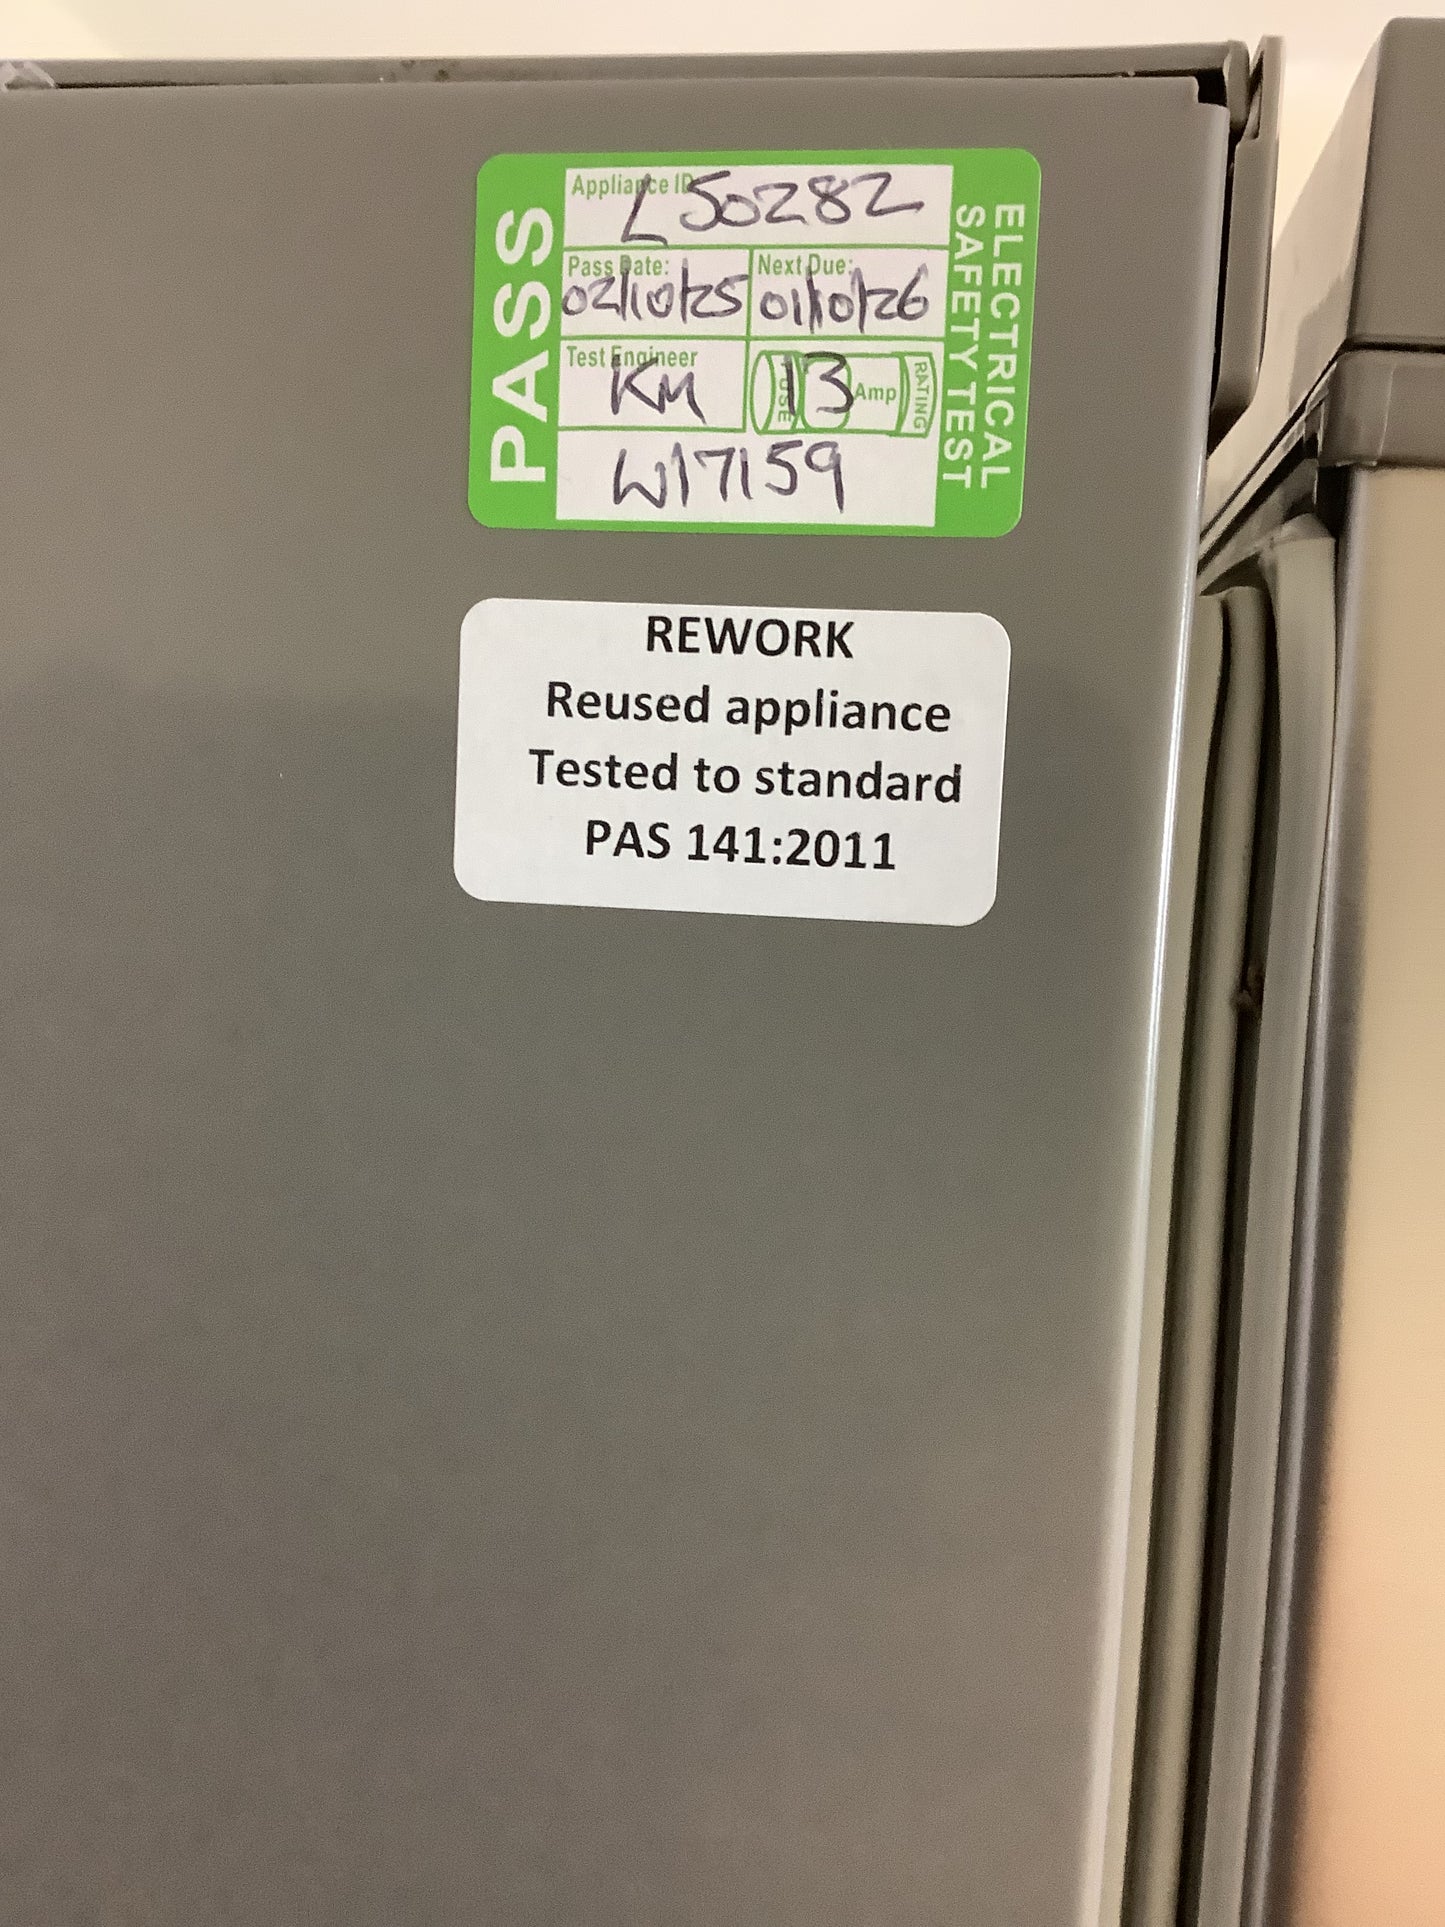 PASS
Appliance ID
L50282
Pass Date:
02/10/25
Next Due:
01/10/26
Test Engineer
KM
FUSE
13 Amp
RATING
W17159
ELECTRICAL
SAFETY TEST
REWORK
Reused appliance
Tested to standard
PAS 141:2011